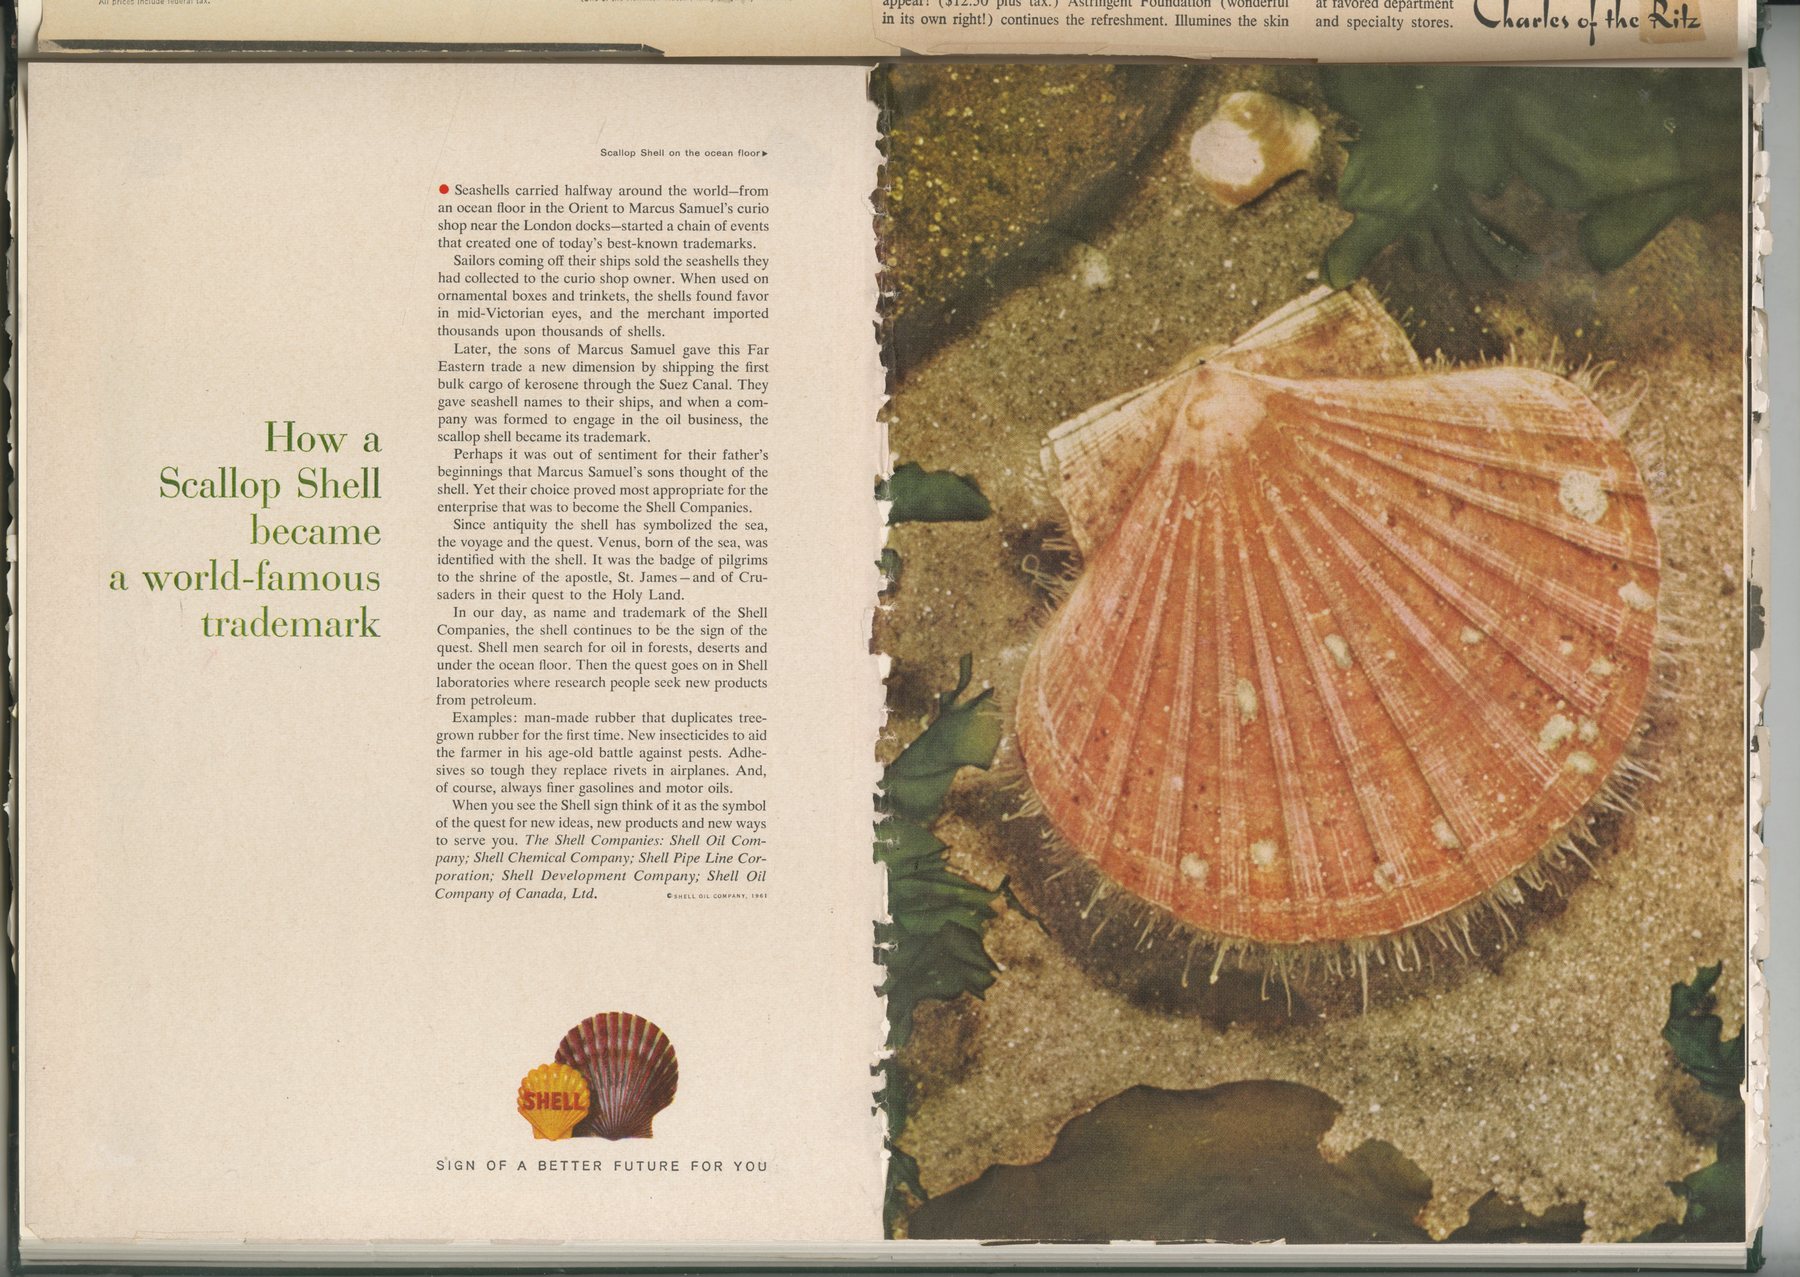 All prices include federal tax.
appear! ($12.50 plus tax.) Astringent Foundation (wonderful
in its own right!) continues the refreshment. Illumines the skin
at favored department
and specialty stores.
Charles of the Ritz
Scallop Shell on the ocean floor▸
How a
Scallop Shell
became
a world-famous
trademark
● Seashells carried halfway around the world—from
an ocean floor in the Orient to Marcus Samuel's curio
shop near the London docks—started a chain of events
that created one of today's best-known trademarks.
Sailors coming off their ships sold the seashells they
had collected to the curio shop owner. When used on
ornamental boxes and trinkets, the shells found favor
in mid-Victorian eyes, and the merchant imported
thousands upon thousands of shells.
Later, the sons of Marcus Samuel gave this Far
Eastern trade a new dimension by shipping the first
bulk cargo of kerosene through the Suez Canal. They
gave seashell names to their ships, and when a com-
pany was formed to engage in the oil business, the
scallop shell became its trademark.
Perhaps it was out of sentiment for their father's
beginnings that Marcus Samuel's sons thought of the
shell. Yet their choice proved most appropriate for the
enterprise that was to become the Shell Companies.
Since antiquity the shell has symbolized the sea,
the voyage and the quest. Venus, born of the sea, was
identified with the shell. It was the badge of pilgrims
to the shrine of the apostle, St. James—and of Cru-
saders in their quest to the Holy Land.
In our day, as name and trademark of the Shell
Companies, the shell continues to be the sign of the
quest. Shell men search for oil in forests, deserts and
under the ocean floor. Then the quest goes on in Shell
laboratories where research people seek new products
from petroleum.
Examples: man-made rubber that duplicates tree-
grown rubber for the first time. New insecticides to aid
the farmer in his age-old battle against pests. Adhe-
sives so tough they replace rivets in airplanes. And,
of course, always finer gasolines and motor oils.
When you see the Shell sign think of it as the symbol
of the quest for new ideas, new products and new ways
to serve you. The Shell Companies: Shell Oil Com-
pany; Shell Chemical Company; Shell Pipe Line Cor-
poration; Shell Development Company; Shell Oil
Company of Canada, Ltd.
© SHELL OIL COMPANY, 1961
SHELL
SIGN OF A BETTER FUTURE FOR YOU